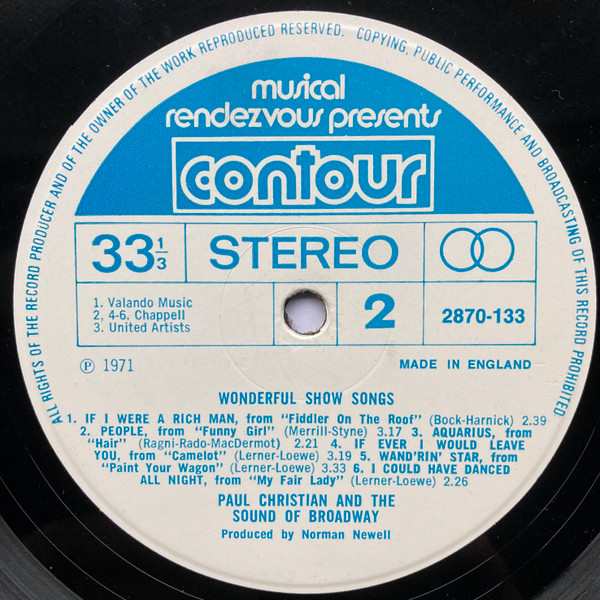 ALL RIGHTS OF THE RECORD PRODUCER AND OF THE OWNER OF THE WORK REPRODUCED RESERVED. COPYING, PUBLIC PERFORMANCE AND BROADCASTING OF THIS RECORD PROHIBITED
musical
rendezvous presents
contour
33 1/3 STEREO
1. Valando Music
2, 4-6. Chappell
3. United Artists
2
2870-133
℗ 1971
MADE IN ENGLAND
WONDERFUL SHOW SONGS
1. IF I WERE A RICH MAN, from "Fiddler On The Roof" (Bock-Harnick) 2.39
2. PEOPLE, from "Funny Girl" (Merrill-Styne) 3.17 3. AQUARIUS, from
"Hair" (Ragni-Rado-MacDermot) 2.21 4. IF EVER I WOULD LEAVE
YOU, from "Camelot" (Lerner-Loewe) 3.19 5. WAND'RIN' STAR, from
"Paint Your Wagon" (Lerner-Loewe) 3.33 6. I COULD HAVE DANCED
ALL NIGHT, from "My Fair Lady" (Lerner-Loewe) 2.26
PAUL CHRISTIAN AND THE
SOUND OF BROADWAY
Produced by Norman Newell